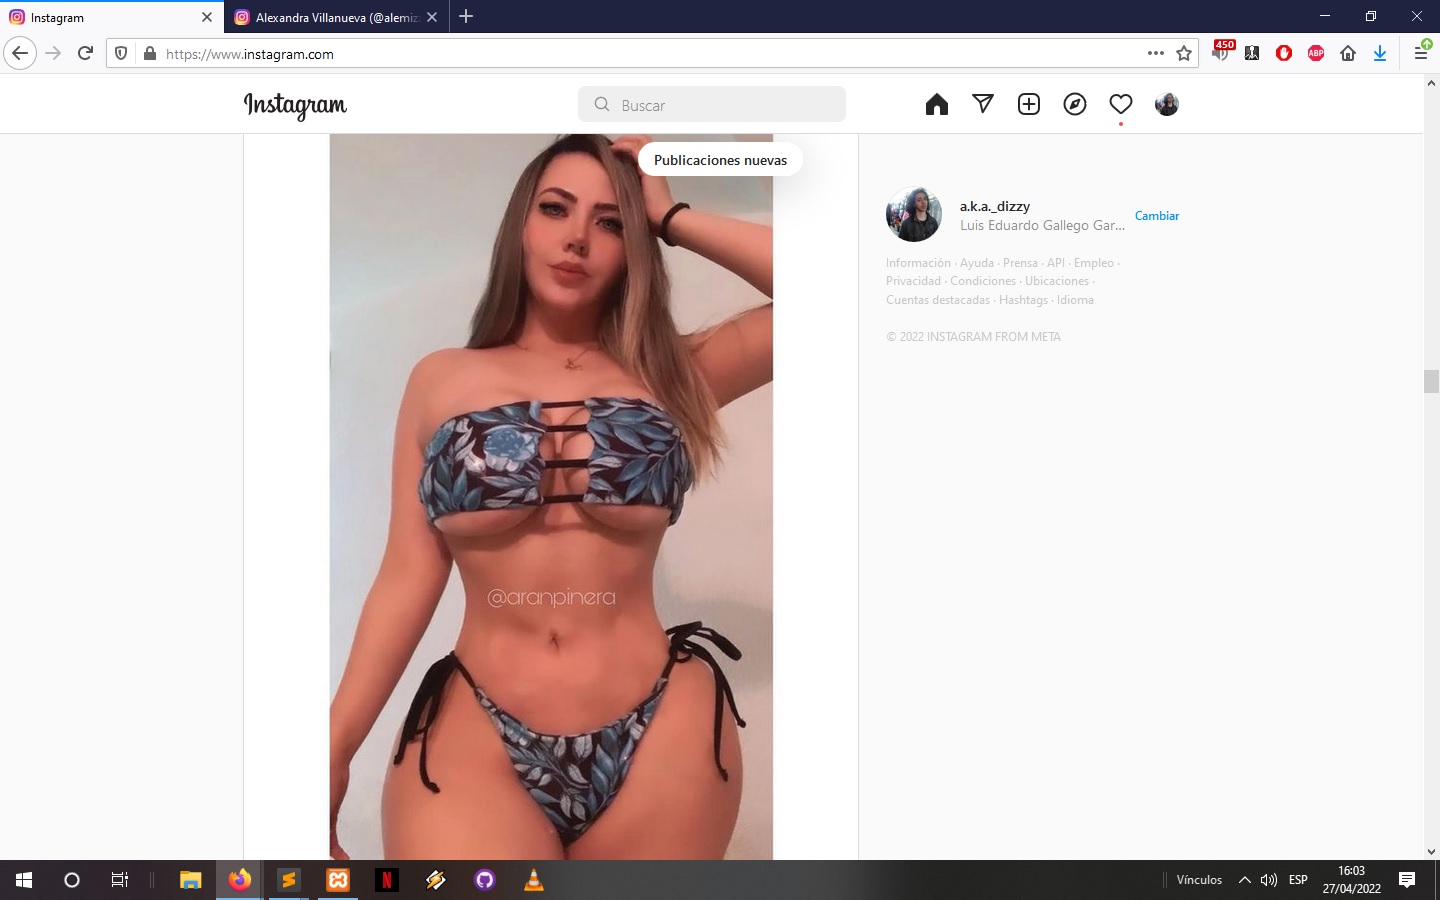 Instagram
Alexandra Villanueva (@alemiz
https://www.instagram.com
450
ABP
Instagram
Buscar
Publicaciones nuevas
a.k.a._dizzy
Luis Eduardo Gallego Gar...
Cambiar
Información · Ayuda · Prensa · API · Empleo ·
Privacidad · Condiciones · Ubicaciones ·
Cuentas destacadas · Hashtags · Idioma
© 2022 INSTAGRAM FROM META
@aranpinera
N
Vínculos
ESP
16:03
27/04/2022